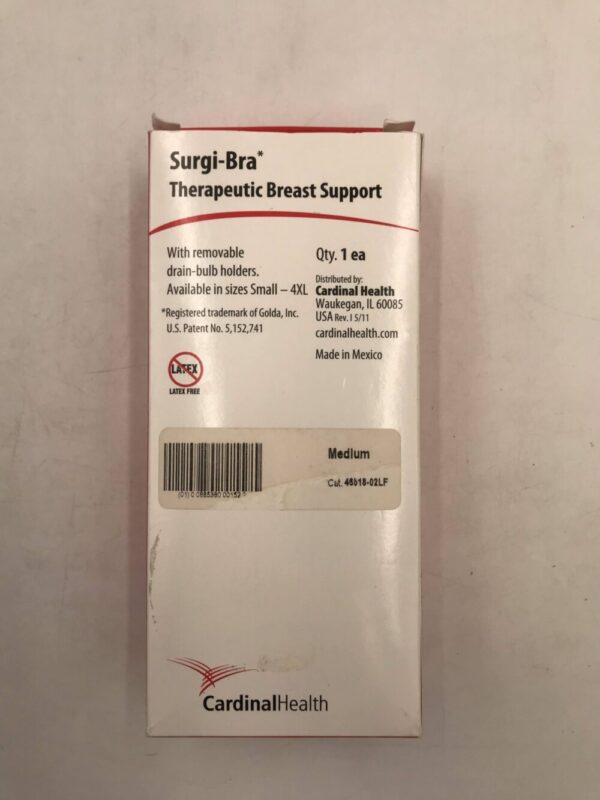 Surgi-Bra*
Therapeutic Breast Support
With removable
drain-bulb holders.
Available in sizes Small – 4XL
*Registered trademark of Golda, Inc.
U.S. Patent No. 5,152,741
Qty. 1 ea
Distributed by:
Cardinal Health
Waukegan, IL 60085
USA Rev. I 5/11
cardinalhealth.com
Made in Mexico
LATEX
LATEX FREE
Medium
Cat.
(01)
CardinalHealth